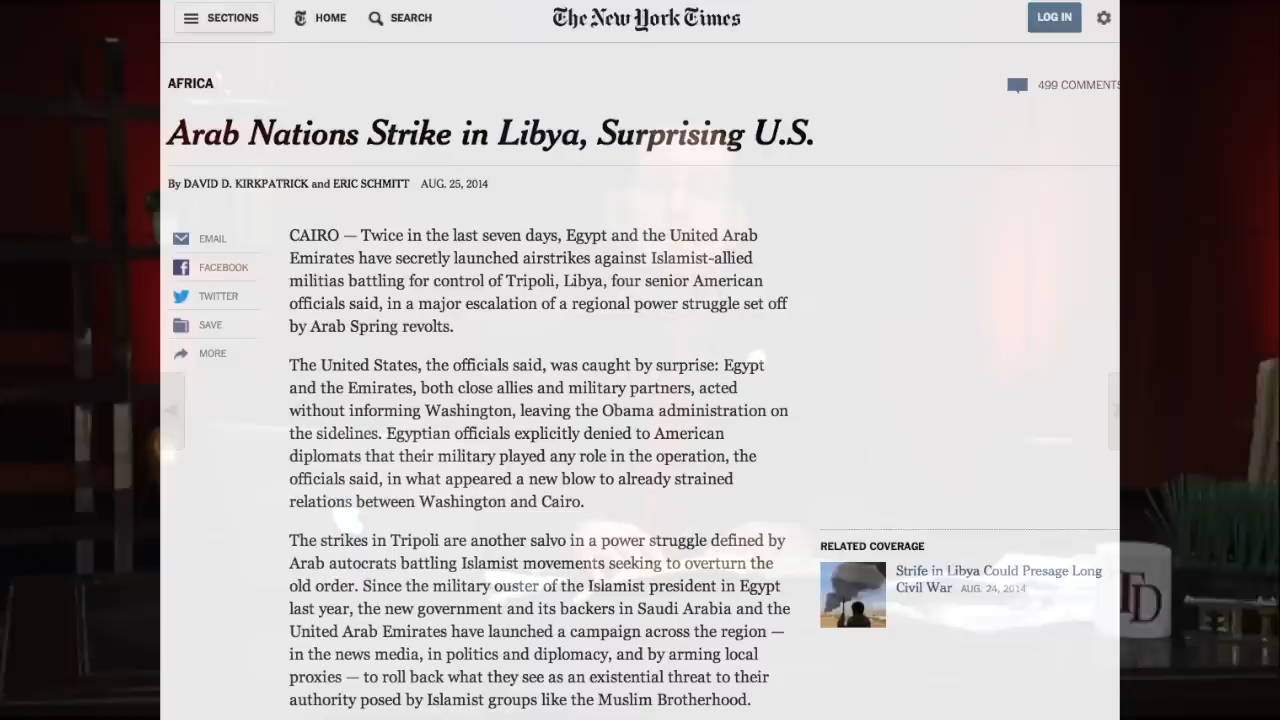 SECTIONS
HOME
SEARCH
The New York Times
LOG IN
AFRICA
499 COMMENTS
Arab Nations Strike in Libya, Surprising U.S.
By DAVID D. KIRKPATRICK and ERIC SCHMITT AUG. 25, 2014
EMAIL
FACEBOOK
TWITTER
SAVE
MORE
CAIRO — Twice in the last seven days, Egypt and the United Arab
Emirates have secretly launched airstrikes against Islamist-allied
militias battling for control of Tripoli, Libya, four senior American
officials said, in a major escalation of a regional power struggle set off
by Arab Spring revolts.
The United States, the officials said, was caught by surprise: Egypt
and the Emirates, both close allies and military partners, acted
without informing Washington, leaving the Obama administration on
the sidelines. Egyptian officials explicitly denied to American
diplomats that their military played any role in the operation, the
officials said, in what appeared a new blow to already strained
relations between Washington and Cairo.
The strikes in Tripoli are another salvo in a power struggle defined by
Arab autocrats battling Islamist movements seeking to overturn the
old order. Since the military ouster of the Islamist president in Egypt
last year, the new government and its backers in Saudi Arabia and the
United Arab Emirates have launched a campaign across the region —
in the news media, in politics and diplomacy, and by arming local
proxies — to roll back what they see as an existential threat to their
authority posed by Islamist groups like the Muslim Brotherhood.
RELATED COVERAGE
Strife in Libya Could Presage Long
Civil War AUG. 24, 2014